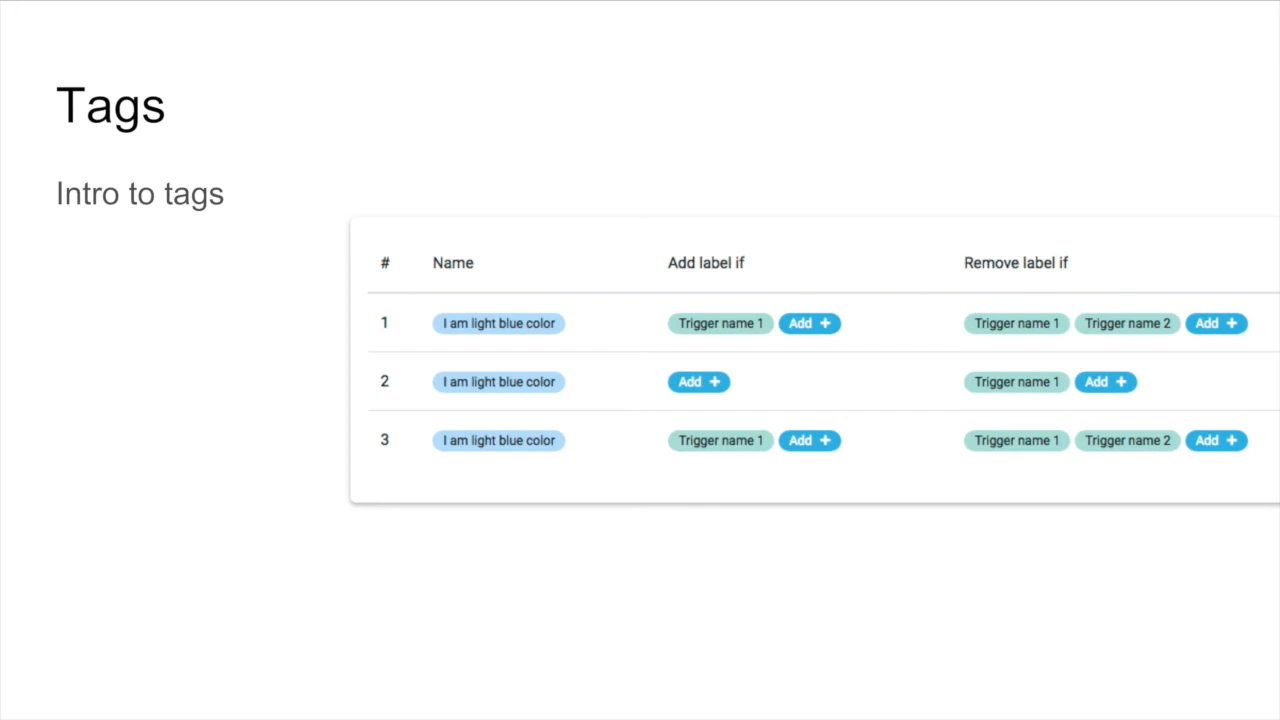 Tags
Intro to tags
# Name Add label if Remove label if
1 I am light blue color Trigger name 1 Add + Trigger name 1 Trigger name 2 Add +
2 I am light blue color Add + Trigger name 1 Add +
3 I am light blue color Trigger name 1 Add + Trigger name 1 Trigger name 2 Add +